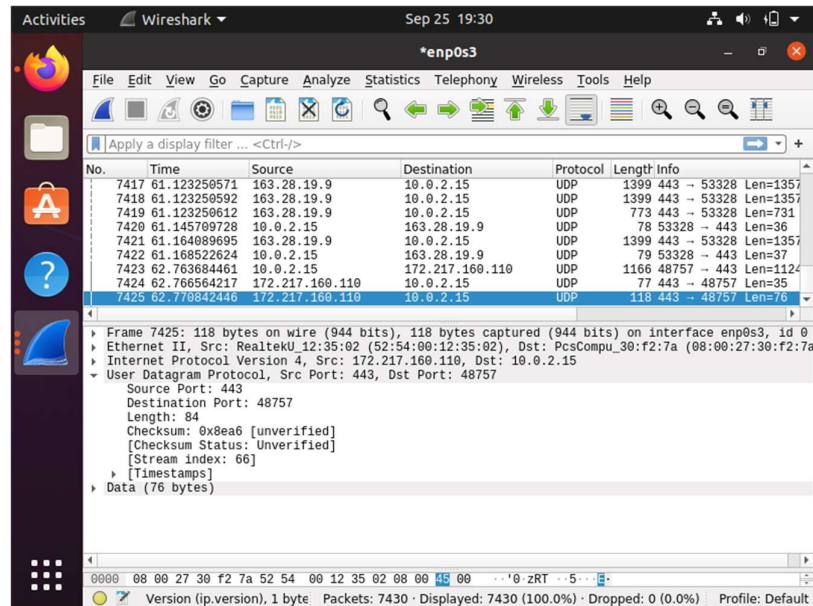 Activities Wireshark Sep 25 19:30
*enp0s3
File Edit View Go Capture Analyze Statistics Telephony Wireless Tools Help
Apply a display filter ... <Ctrl-/>
No. Time Source Destination Protocol Length Info
7417 61.123250571 163.28.19.9 10.0.2.15 UDP 1399 443 → 53328 Len=1357
7418 61.123250592 163.28.19.9 10.0.2.15 UDP 1399 443 → 53328 Len=1357
7419 61.123250612 163.28.19.9 10.0.2.15 UDP 773 443 → 53328 Len=731
7420 61.145709728 10.0.2.15 163.28.19.9 UDP 78 53328 → 443 Len=36
7421 61.164089695 163.28.19.9 10.0.2.15 UDP 1399 443 → 53328 Len=1357
7422 61.168522624 10.0.2.15 163.28.19.9 UDP 79 53328 → 443 Len=37
7423 62.763684461 10.0.2.15 172.217.160.110 UDP 1166 48757 → 443 Len=1124
7424 62.766564217 172.217.160.110 10.0.2.15 UDP 77 443 → 48757 Len=35
7425 62.770842446 172.217.160.110 10.0.2.15 UDP 118 443 → 48757 Len=76
Frame 7425: 118 bytes on wire (944 bits), 118 bytes captured (944 bits) on interface enp0s3, id 0
Ethernet II, Src: RealtekU_12:35:02 (52:54:00:12:35:02), Dst: PcsCompu_30:f2:7a (08:00:27:30:f2:7a
Internet Protocol Version 4, Src: 172.217.160.110, Dst: 10.0.2.15
User Datagram Protocol, Src Port: 443, Dst Port: 48757
Source Port: 443
Destination Port: 48757
Length: 84
Checksum: 0x8ea6 [unverified]
[Checksum Status: Unverified]
[Stream index: 66]
[Timestamps]
Data (76 bytes)
0000 08 00 27 30 f2 7a 52 54 00 12 35 02 08 00 45 00 ··'0·zRT ··5···E·
Version (ip.version), 1 byte Packets: 7430 · Displayed: 7430 (100.0%) · Dropped: 0 (0.0%) Profile: Default